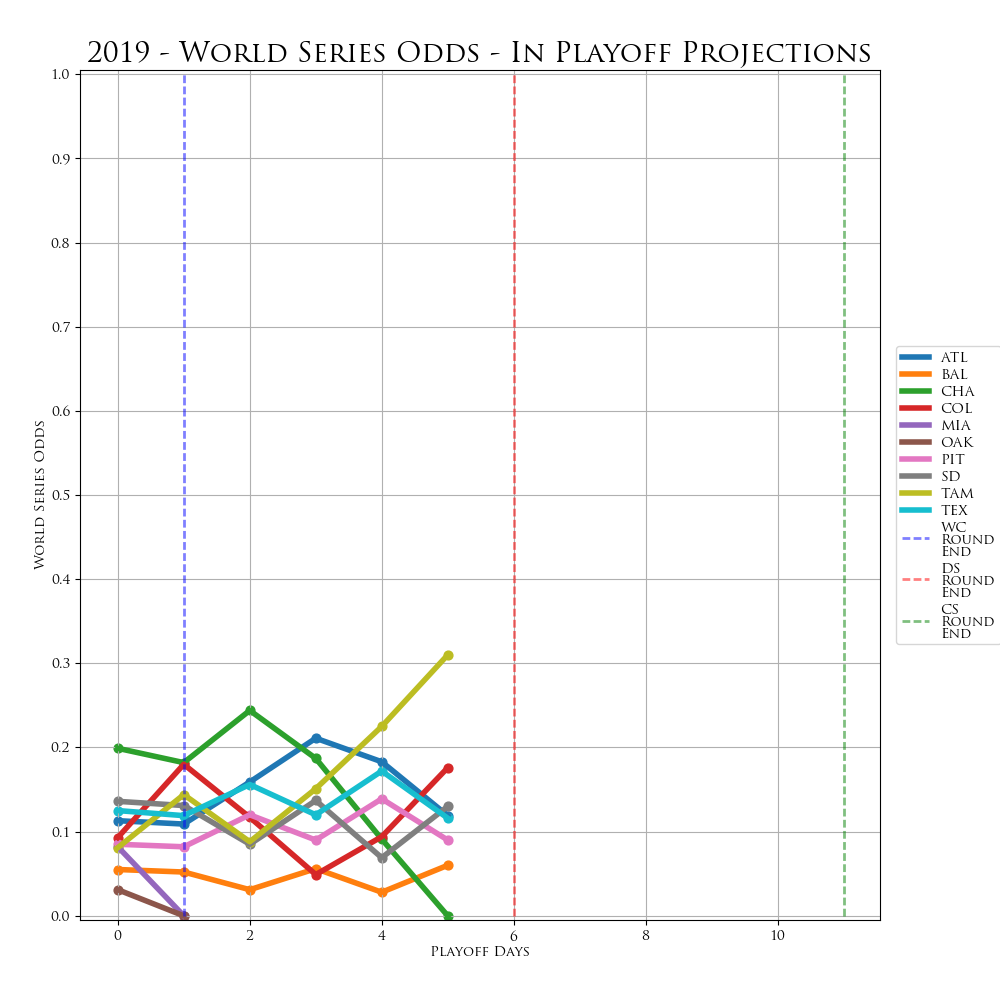 2019 - World Series Odds - In Playoff Projections
1.0
0.9
0.8
0.7
0.6
0.5
0.4
0.3
0.2
0.1
0.0
World Series Odds
0 2 4 6 8 10
Playoff Days
ATL
BAL
CHA
COL
MIA
OAK
PIT
SD
TAM
TEX
WC
Round
End
DS
Round
End
CS
Round
End